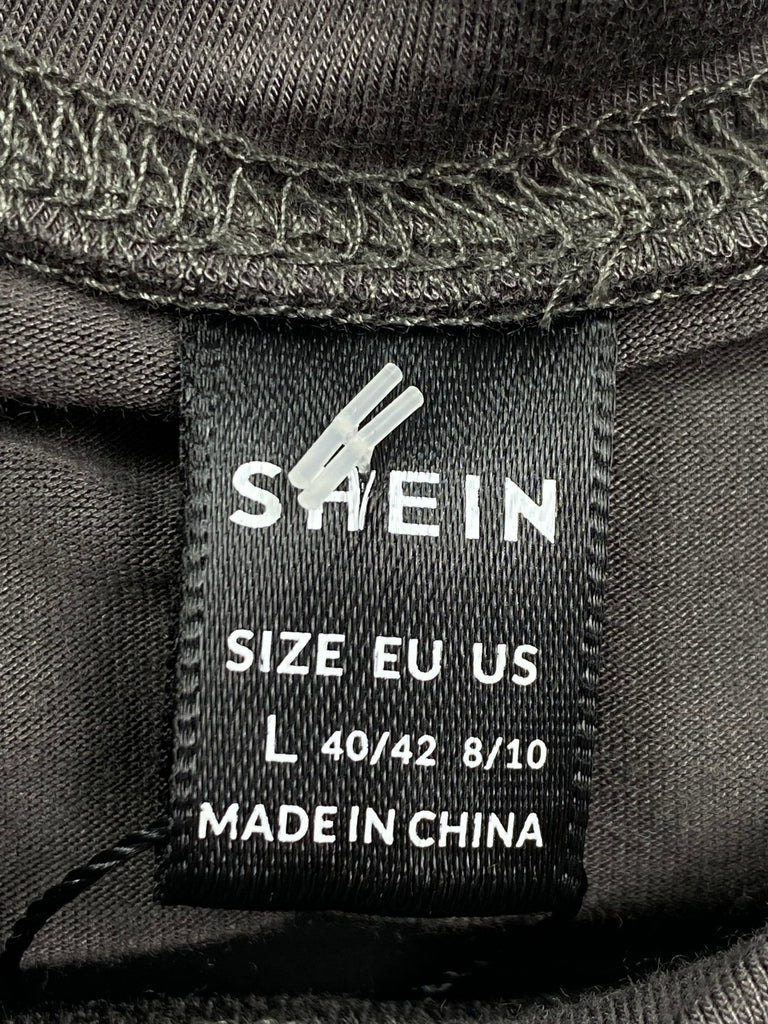 SHEIN
SIZE EU US
L 40/42 8/10
MADE IN CHINA